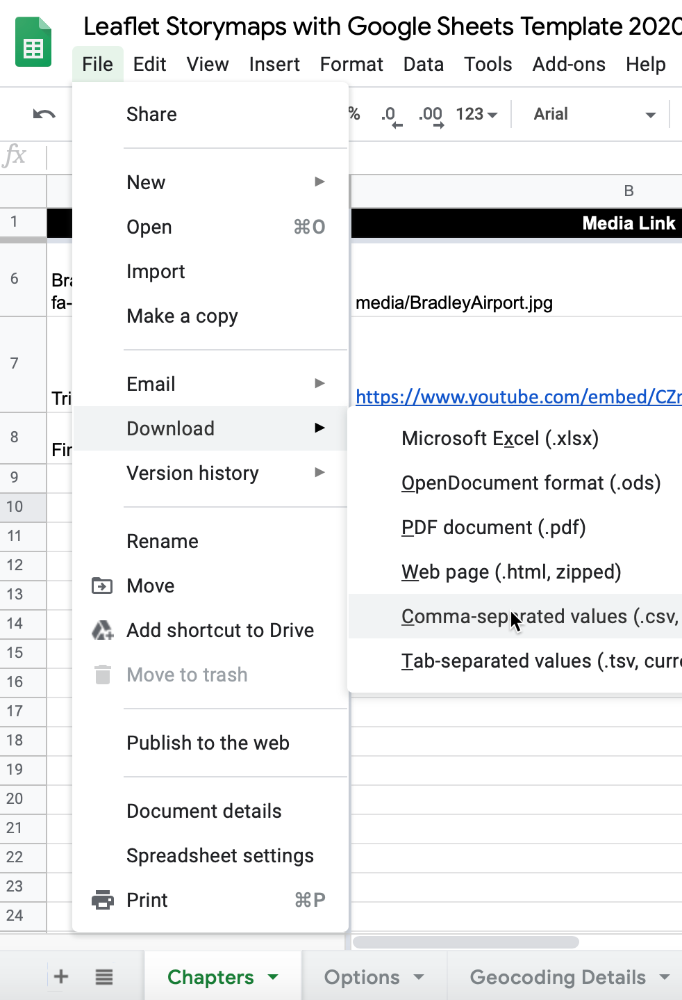 Leaflet Storymaps with Google Sheets Template 202
File Edit View Insert Format Data Tools Add-ons Help
% .0 .00 123 Arial
fx
B
1 Media Link
6 Bra
fa- media/BradleyAirport.jpg
7 Tri https://www.youtube.com/embed/CZ
8 Fir
9
10
11
12
13
14
15
16
17
18
19
20
21
22
23
24
Share
New
Open ⌘O
Import
Make a copy
Email
Download
Version history
Rename
Move
Add shortcut to Drive
Move to trash
Publish to the web
Document details
Spreadsheet settings
Print ⌘P
Microsoft Excel (.xlsx)
OpenDocument format (.ods)
PDF document (.pdf)
Web page (.html, zipped)
Comma-separated values (.csv,
Tab-separated values (.tsv, curr
Chapters Options Geocoding Details